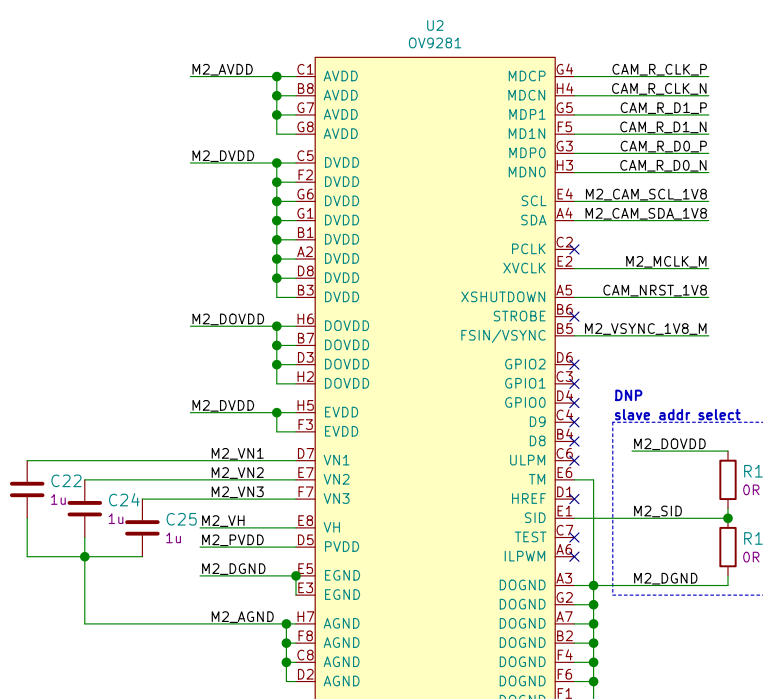 U2
OV9281
M2_AVDD C1 AVDD MDCP G4 CAM_R_CLK_P
B8 AVDD MDCN H4 CAM_R_CLK_N
G7 AVDD MDP1 G5 CAM_R_D1_P
G8 AVDD MD1N F5 CAM_R_D1_N
MDP0 G3 CAM_R_D0_P
M2_DVDD C5 DVDD MDN0 H3 CAM_R_D0_N
F2 DVDD
G6 DVDD SCL E4 M2_CAM_SCL_1V8
G1 DVDD SDA A4 M2_CAM_SDA_1V8
B1 DVDD PCLK C2
A2 DVDD XVCLK E2 M2_MCLK_M
D8 DVDD
B3 DVDD XSHUTDOWN A5 CAM_NRST_1V8
STROBE B6
M2_DOVDD H6 DOVDD FSIN/VSYNC B5 M2_VSYNC_1V8_M
B7 DOVDD
D3 DOVDD GPIO2 D6
H2 DOVDD GPIO1 C3
GPIO0 D4
DNP
M2_DVDD H5 EVDD D9 C4 slave addr select
F3 EVDD D8 B4
M2_DOVDD
M2_VN1 D7 VN1 ULPM C6
M2_VN2 E7 VN2 TM E6
C22 R1
1u 0R
M2_VN3 F7 VN3 HREF D1
C24
1u
M2_SID
C25 M2_VH E8 VH SID E1
1u
M2_PVDD D5 PVDD TEST C7
R1
0R
ILPWM A6
M2_DGND E5 EGND
E3 EGND DOGND A3 M2_DGND
DOGND G2
M2_AGND H7 AGND DOGND A7
F8 AGND DOGND B2
C8 AGND DOGND F4
D2 AGND DOGND F6
DOGND F1